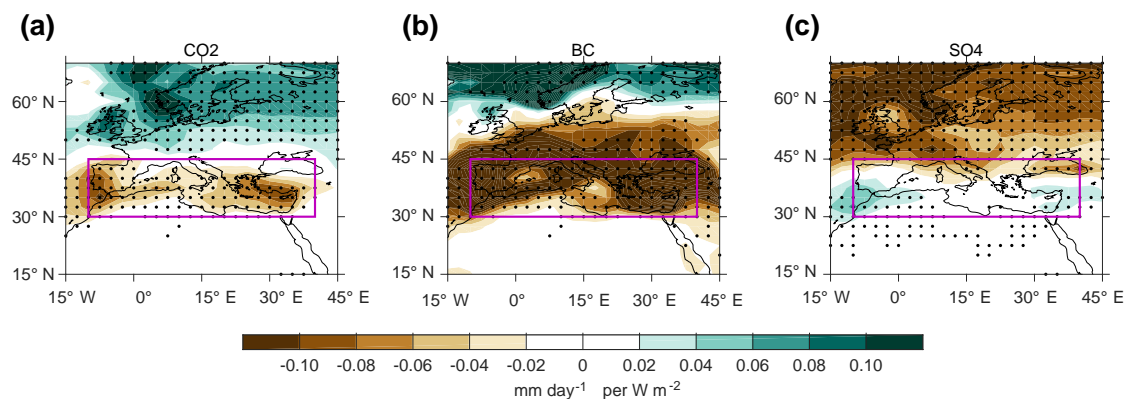 (a) (b) (c)
CO2 BC SO4
60° N 60° N 60° N
45° N 45° N 45° N
30° N 30° N 30° N
15° N 15° N 15° N
15° W 0° 15° E 30° E 45° E 15° W 0° 15° E 30° E 45° E 15° W 0° 15° E 30° E 45° E
-0.10 -0.08 -0.06 -0.04 -0.02 0 0.02 0.04 0.06 0.08 0.10
mm day⁻¹ per W m⁻²